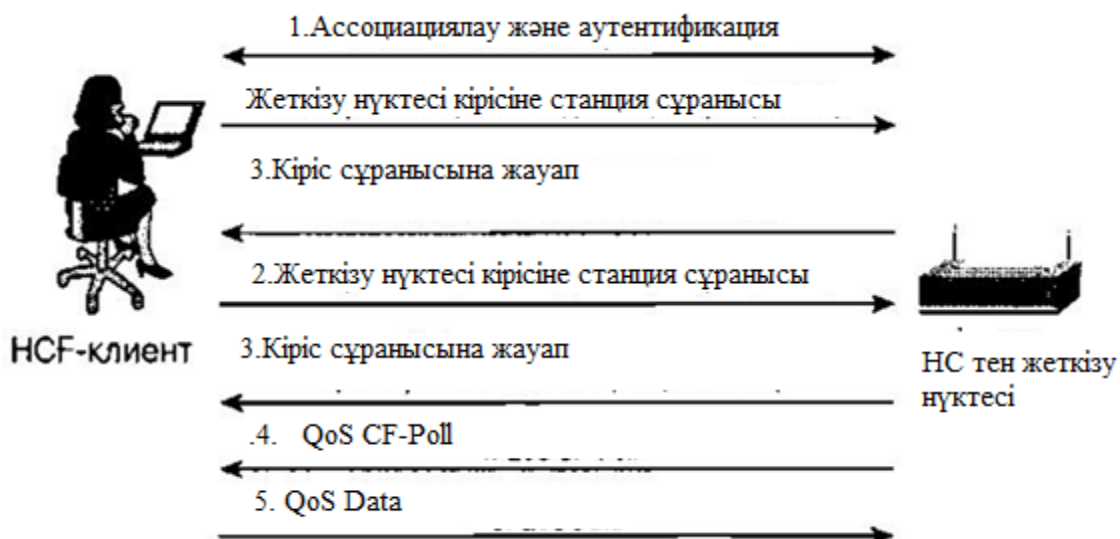 1.Ассоциациялау және аутентификация
Жеткізу нүктесі кірісіне станция сұранысы
3.Кіріс сұранысына жауап
2.Жеткізу нүктесі кірісіне станция сұранысы
HCF-клиент
3.Кіріс сұранысына жауап
НС тен жеткізу
нүктесі
.4. QoS CF-Poll
5. QoS Data